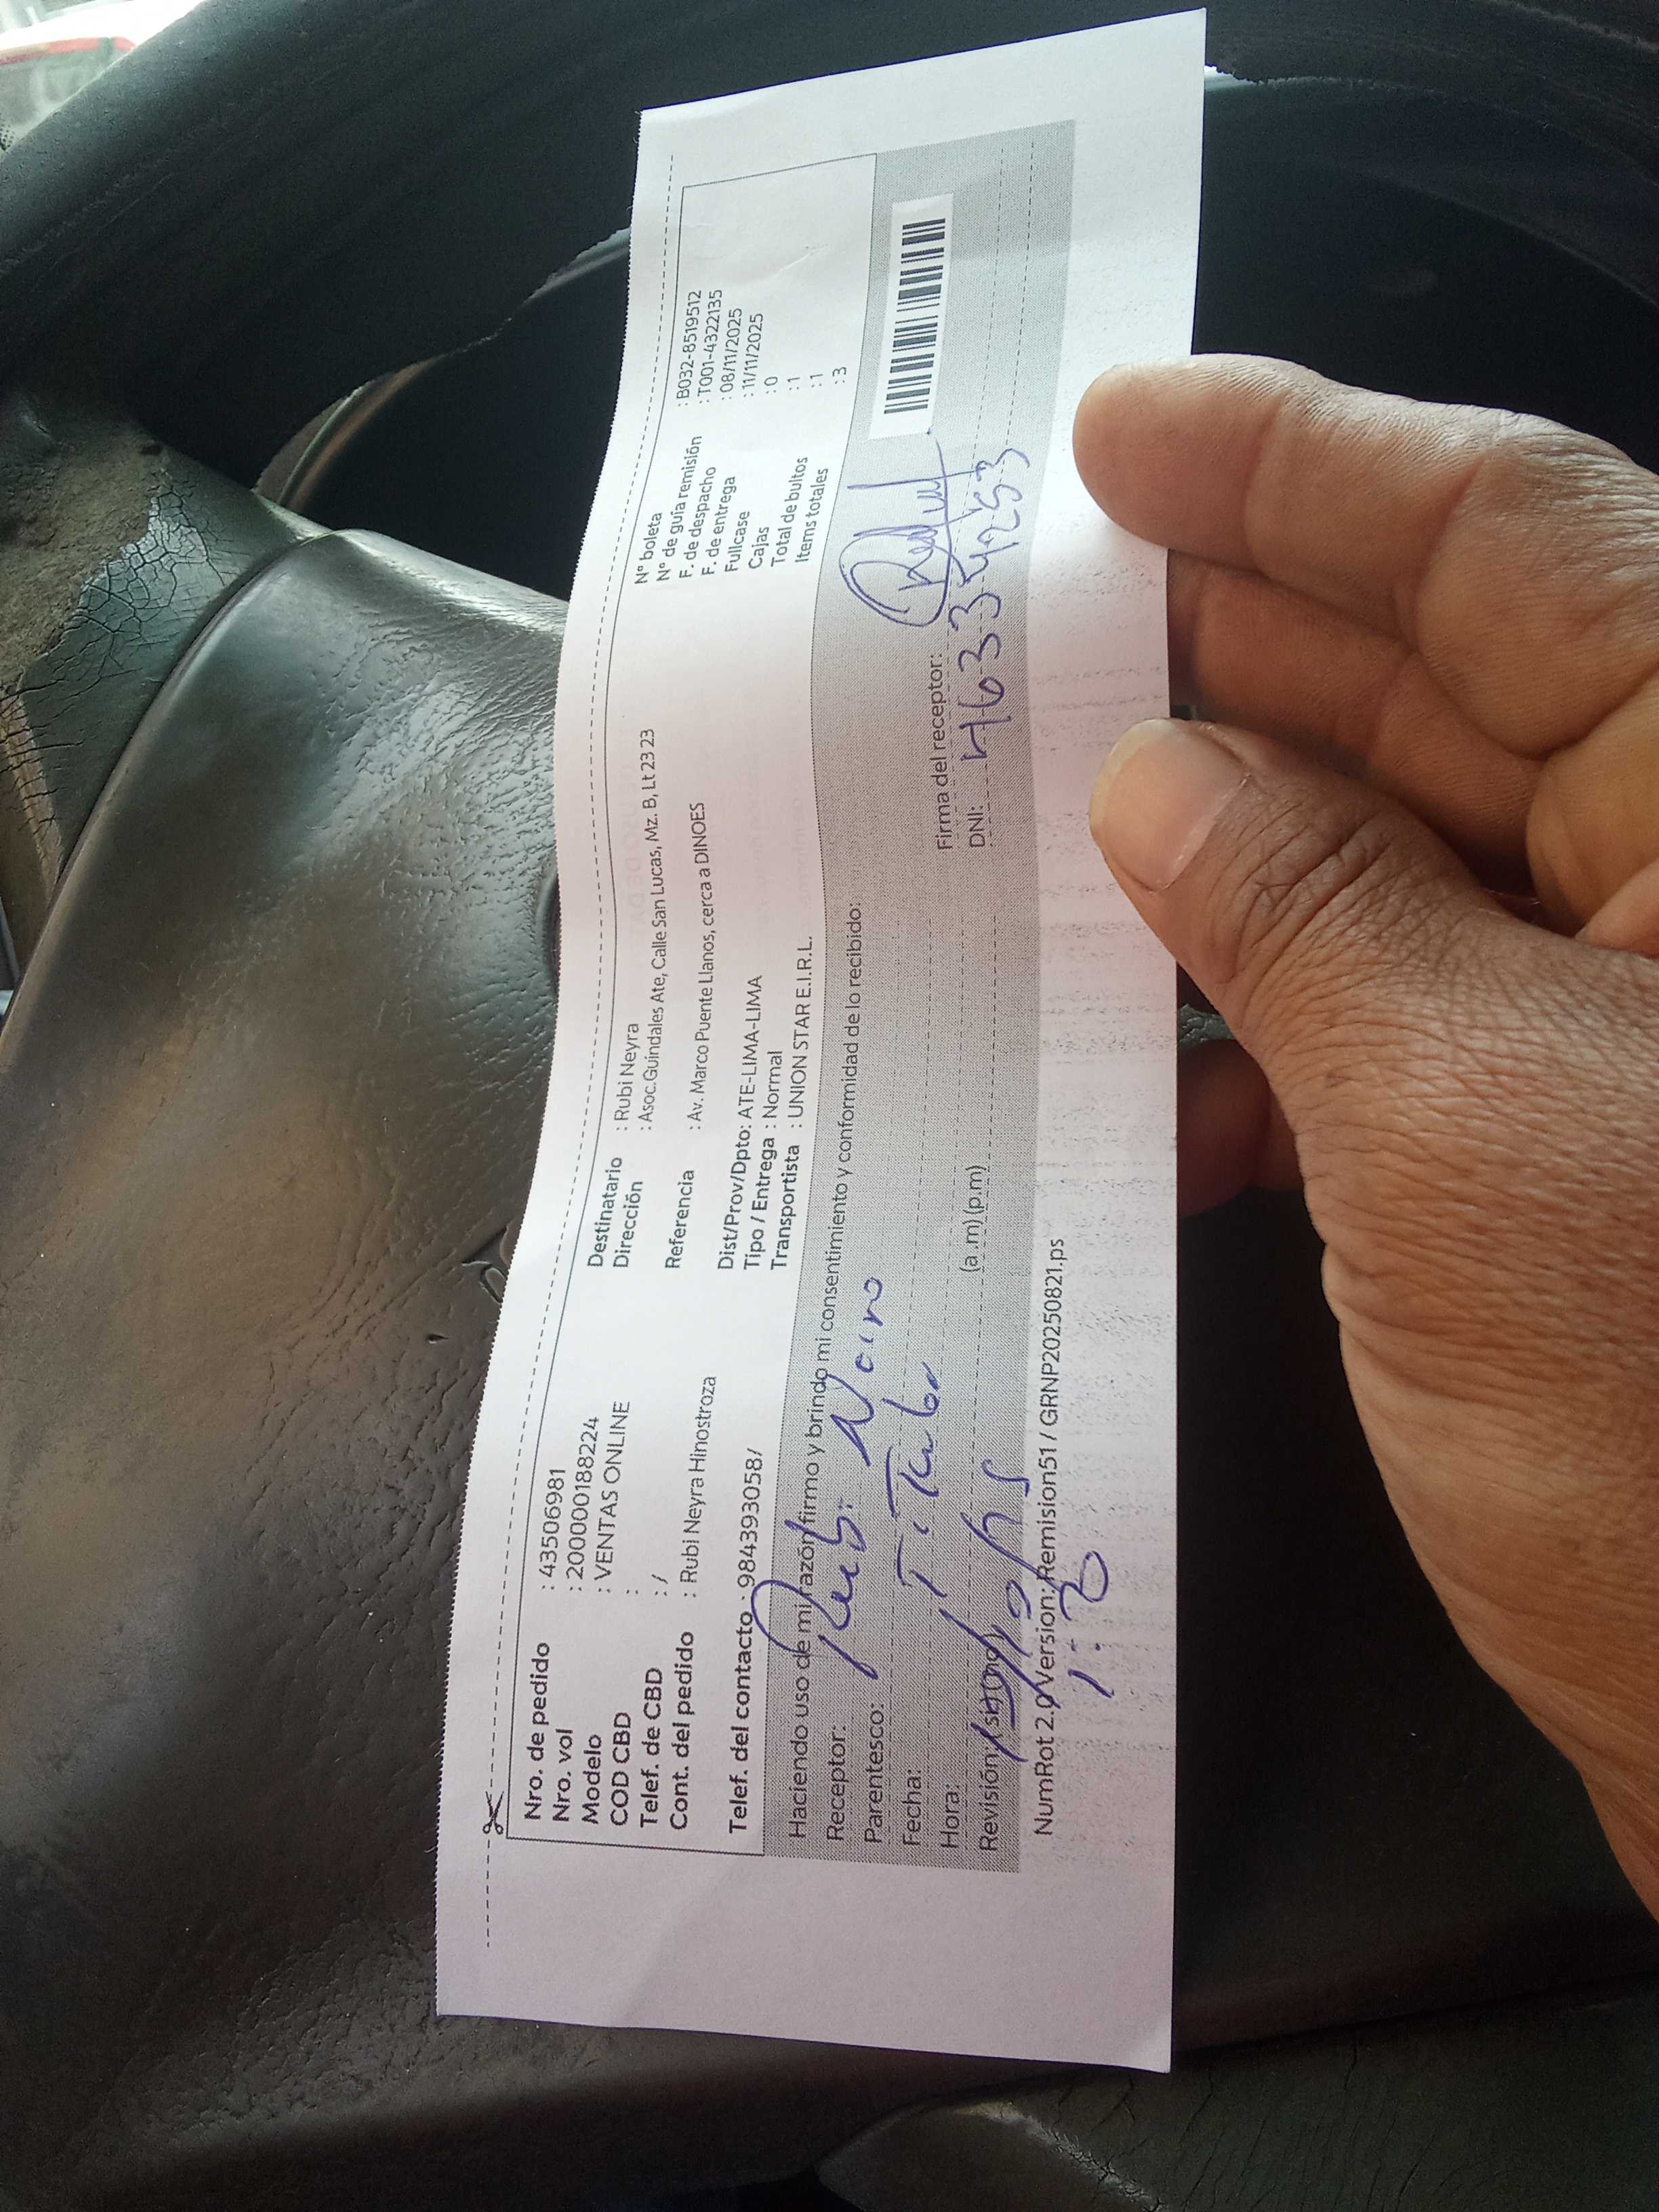 Nro. de pedido : 43506981
Nro. vol : 200000188224
Modelo : VENTAS ONLINE
COD CBD :
Telef. de CBD : /
Cont. del pedido : Rubi Neyra Hinostroza
Telef. del contacto : 984393058/
Destinatario : Rubi Neyra
Dirección : Asoc.Guindales Ate, Calle San Lucas, Mz. B, Lt 23 23
Referencia : Av. Marco Puente Llanos, cerca a DINOES
Dist/Prov/Dpto: ATE-LIMA-LIMA
Tipo / Entrega : Normal
Transportista : UNION STAR E.I.R.L.
N° boleta : B032-8519512
N° de guía remisión : T001-4322135
F. de despacho : 08/11/2025
F. de entrega : 11/11/2025
Fullcase : 0
Cajas : 1
Total de bultos : 1
Items totales : 3
Haciendo uso de mi razón firmo y brindo mi consentimiento y conformidad de lo recibido:
Receptor: Rubi
Parentesco: Titular
Fecha:
Hora: (a.m) (p.m)
Revisión:
Firma del receptor:
DNI: 46334253
NumRot 2.0 Version: Remision51 / GRNP20250821.ps